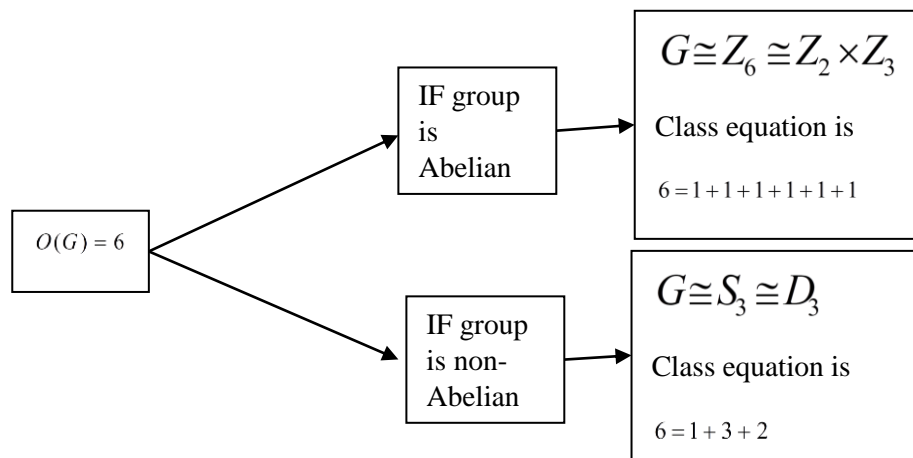 O(G) = 6
IF group
is
Abelian
G ≅ Z₆ ≅ Z₂ × Z₃
Class equation is
6 = 1 + 1 + 1 + 1 + 1 + 1
IF group
is non-
Abelian
G ≅ S₃ ≅ D₃
Class equation is
6 = 1 + 3 + 2